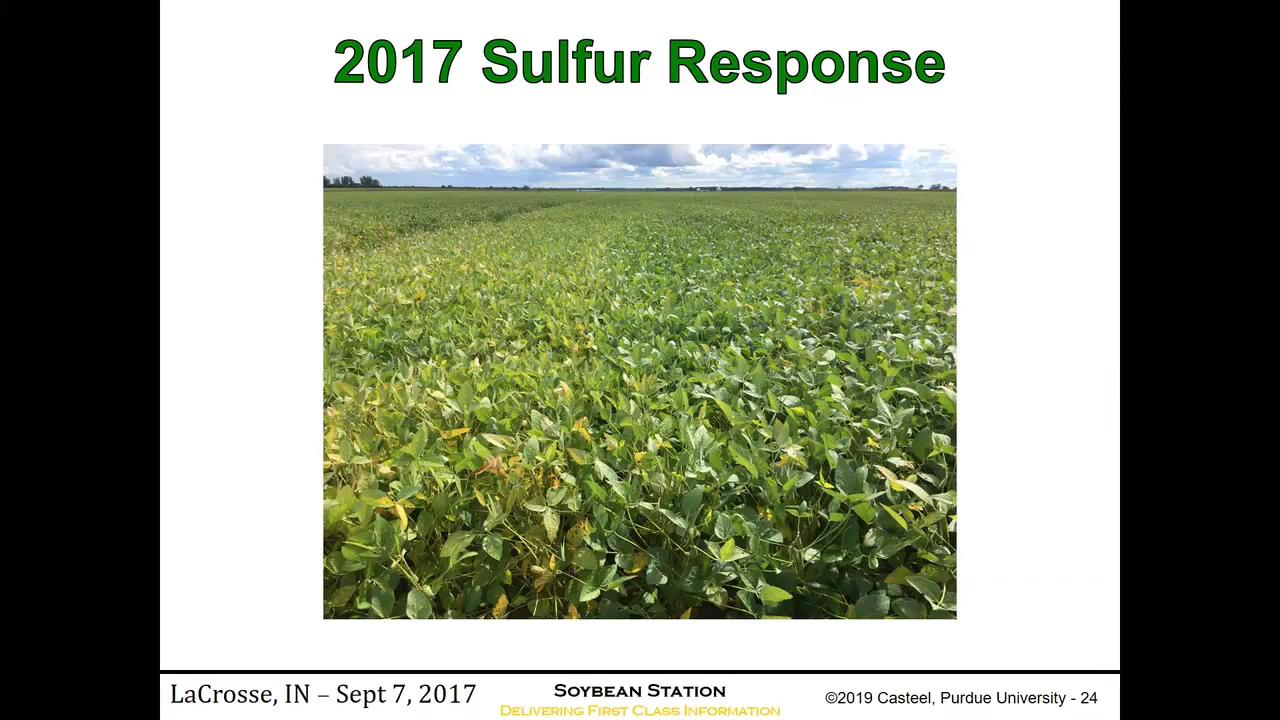 2017 Sulfur Response
LaCrosse, IN – Sept 7, 2017
Soybean Station
Delivering First Class Information
©2019 Casteel, Purdue University - 24